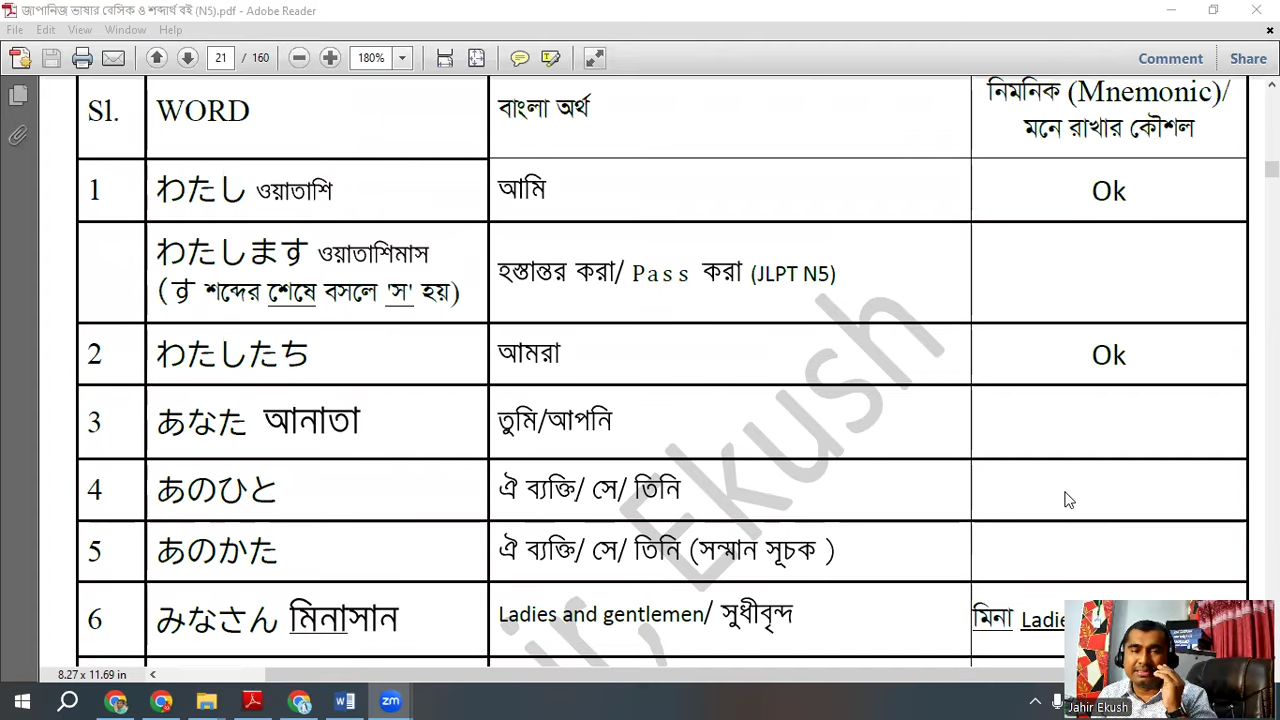 জাপানিজ ভাষার বেসিক ও শব্দার্থ বই (N5).pdf - Adobe Reader
File Edit View Window Help
21 / 160 180% Comment Share
Sl. WORD বাংলা অর্থ নিমনিক (Mnemonic)/
মনে রাখার কৌশল
1 わたし ওয়াতাশি আমি Ok
わたします ওয়াতাশিমাস
(す শব্দের শেষে বসলে 'স' হয়)
হস্তান্তর করা/ Pass করা (JLPT N5)
2 わたしたち আমরা Ok
3 あなた আনাতা তুমি/আপনি
4 あのひと ঐ ব্যক্তি/ সে/ তিনি
5 あのかた ঐ ব্যক্তি/ সে/ তিনি (সম্মান সূচক )
6 みなさん মিনাসান Ladies and gentlemen/ সুধীবৃন্দ মিনা Ladie
ir, Ekush
8.27 x 11.69 in
W zm
Jahir Ekush